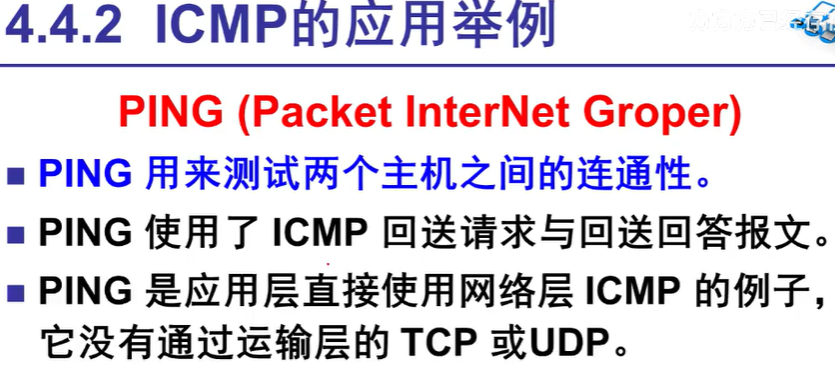 4.4.2 ICMP的应用举例
PING (Packet InterNet Groper)
■ PING 用来测试两个主机之间的连通性。
■ PING 使用了 ICMP 回送请求与回送回答报文。
■ PING 是应用层直接使用网络层 ICMP 的例子，
它没有通过运输层的 TCP 或UDP。